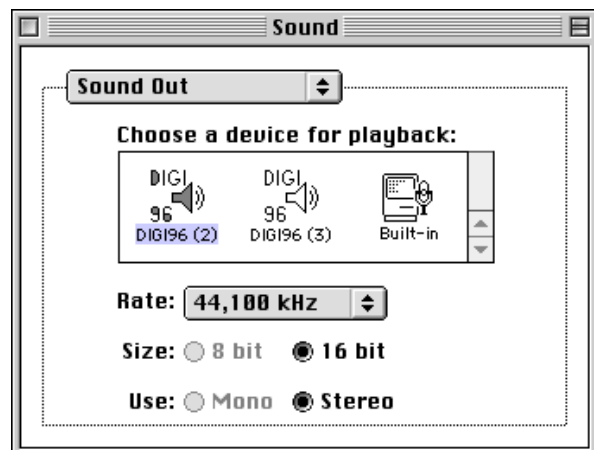 Sound
Sound Out
Choose a device for playback:
DIGI 96 DIGI 96
DIGI96 (2) DIGI96 (3) Built-in
Rate: 44,100 kHz
Size: 8 bit 16 bit
Use: Mono Stereo